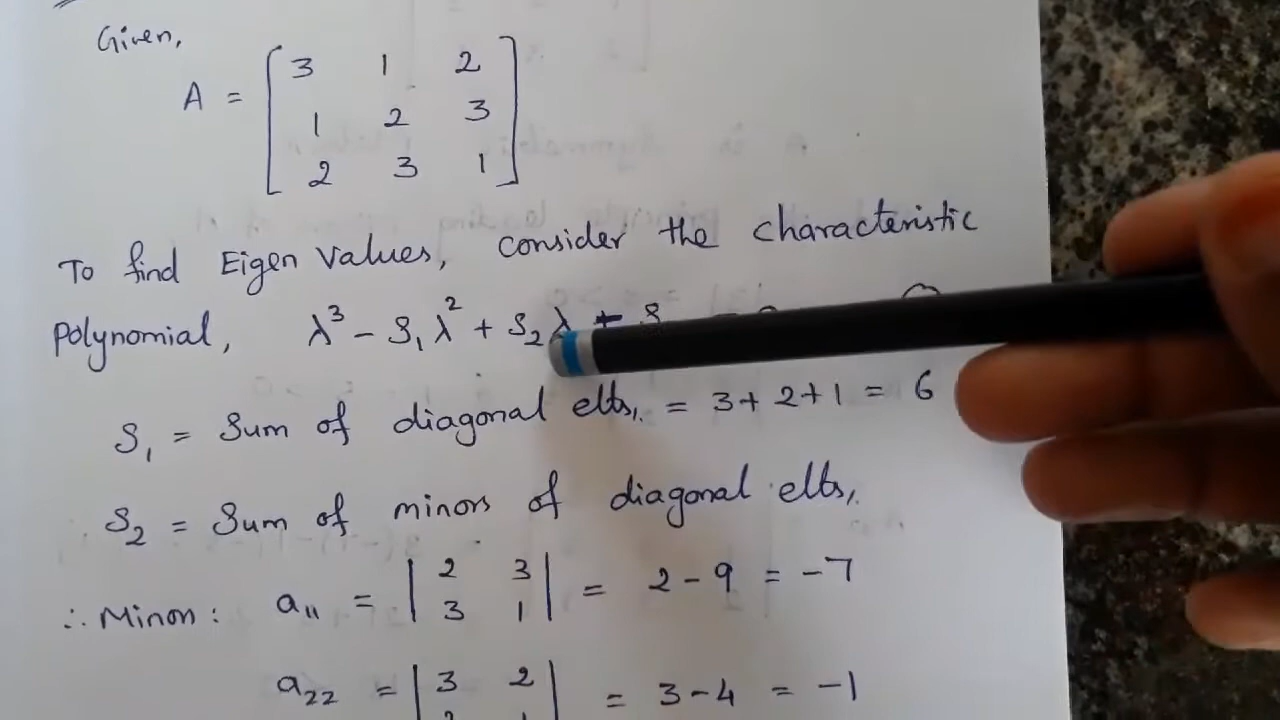 Given,
A = [ 3 1 2
1 2 3
2 3 1 ]
To find Eigen Values, consider the characteristic
Polynomial, λ³ - S₁λ² + S₂λ
S₁ = Sum of diagonal elts, = 3+2+1 = 6
S₂ = Sum of minors of diagonal elts,
∴ Minor: a₁₁ = | 2 3 | = 2-9 = -7
| 3 1 |
a₂₂ = | 3 2 | = 3-4 = -1